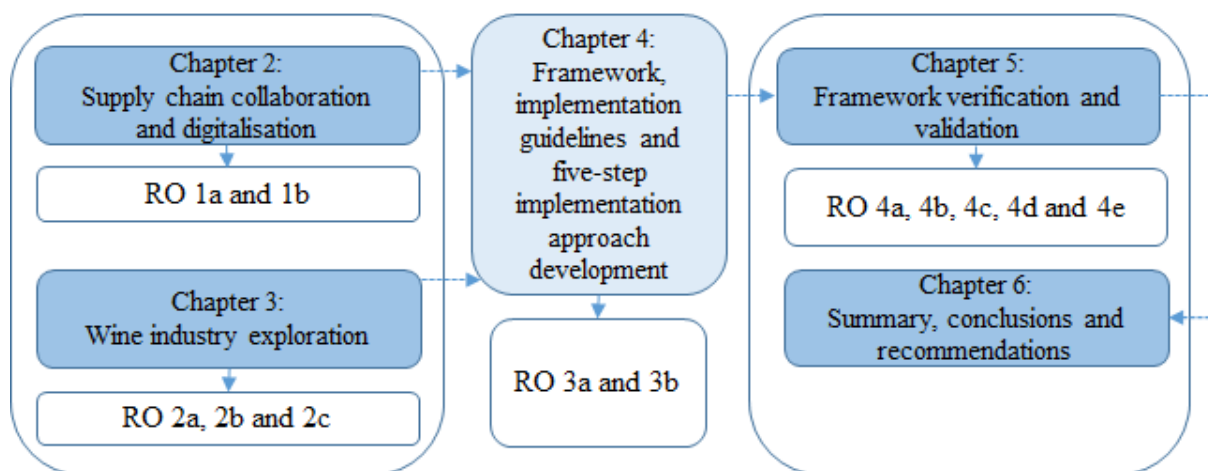 Chapter 2:
Supply chain collaboration
and digitalisation
RO 1a and 1b
Chapter 3:
Wine industry exploration
RO 2a, 2b and 2c
Chapter 4:
Framework,
implementation
guidelines and
five-step
implementation
approach
development
RO 3a and 3b
Chapter 5:
Framework verification and
validation
RO 4a, 4b, 4c, 4d and 4e
Chapter 6:
Summary, conclusions and
recommendations